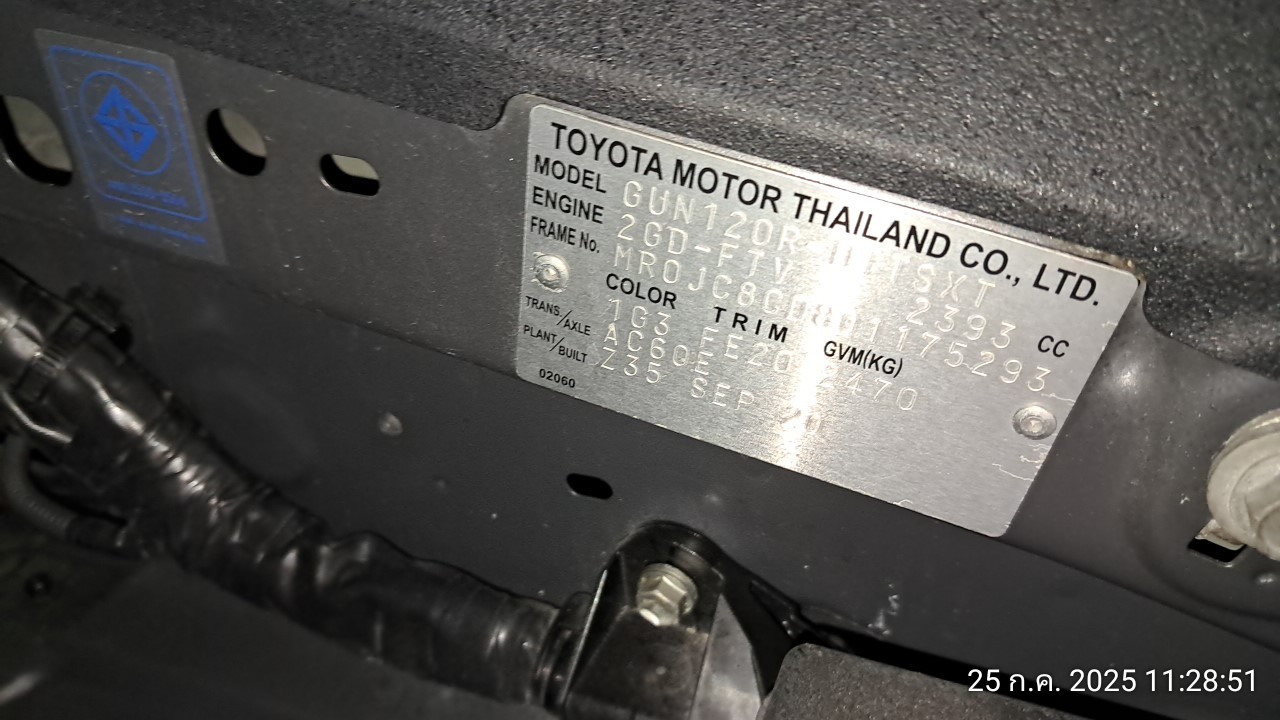 TOYOTA MOTOR THAILAND CO., LTD.
MODEL GUN120R
ENGINE 2GD-FTV 2393 CC
FRAME No.
COLOR TRIM GVM(KG)
1G3 FE20 2470
TRANS/AXLE AC60E
PLANT/BUILT Z35 SEP 20
02060
25 ก.ค. 2025 11:28:51